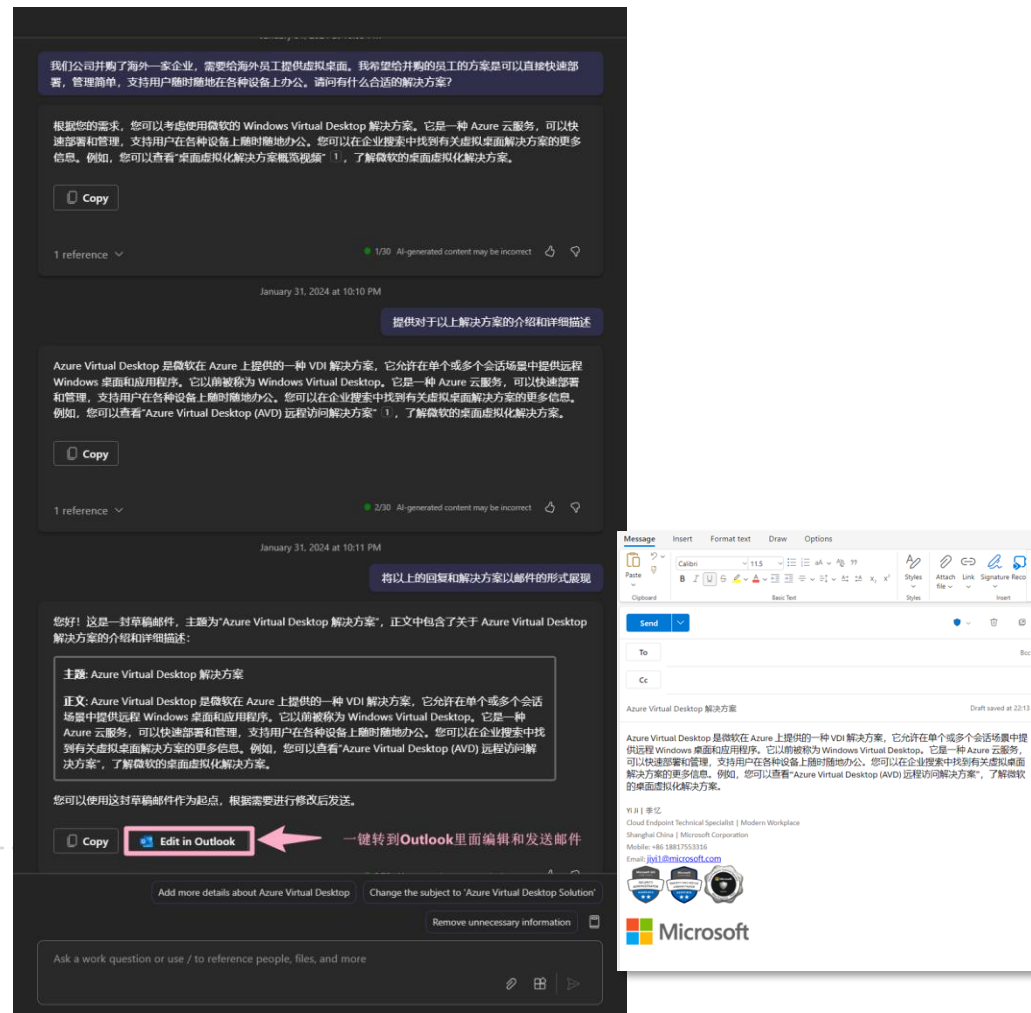 我们公司并购了海外一家企业，需要给海外员工提供虚拟桌面。我希望给并购的员工的方案是可以直接快速部
署，管理简单，支持用户随时随地在各种设备上办公。请问有什么合适的解决方案?
根据您的需求，您可以考虑使用微软的 Windows Virtual Desktop 解决方案。它是一种 Azure 云服务，可以快
速部署和管理，支持用户在各种设备上随时随地办公。您可以在企业搜索中找到有关虚拟桌面解决方案的更多
信息。例如，您可以查看“桌面虚拟化解决方案概览视频” 1 ，了解微软的桌面虚拟化解决方案。
Copy
1 reference
1/30 AI-generated content may be incorrect
January 31, 2024 at 10:10 PM
提供对于以上解决方案的介绍和详细描述
Azure Virtual Desktop 是微软在 Azure 上提供的一种 VDI 解决方案，它允许在单个或多个会话场景中提供远程
Windows 桌面和应用程序。它以前被称为 Windows Virtual Desktop。它是一种 Azure 云服务，可以快速部署
和管理，支持用户在各种设备上随时随地办公。您可以在企业搜索中找到有关虚拟桌面解决方案的更多信息。
例如，您可以查看“Azure Virtual Desktop (AVD) 远程访问解决方案” 1 ，了解微软的桌面虚拟化解决方案。
Copy
1 reference
2/30 AI-generated content may be incorrect
January 31, 2024 at 10:11 PM
将以上的回复和解决方案以邮件的形式展现
您好！这是一封草稿邮件，主题为“Azure Virtual Desktop 解决方案”，正文中包含了关于 Azure Virtual Desktop
解决方案的介绍和详细描述：
主题: Azure Virtual Desktop 解决方案
正文: Azure Virtual Desktop 是微软在 Azure 上提供的一种 VDI 解决方案，它允许在单个或多个会话
场景中提供远程 Windows 桌面和应用程序。它以前被称为 Windows Virtual Desktop。它是一种
Azure 云服务，可以快速部署和管理，支持用户在各种设备上随时随地办公。您可以在企业搜索中找
到有关虚拟桌面解决方案的更多信息。例如，您可以查看“Azure Virtual Desktop (AVD) 远程访问解
决方案”，了解微软的桌面虚拟化解决方案。
您可以使用这封草稿邮件作为起点，根据需要进行修改后发送。
Copy
Edit in Outlook
一键转到Outlook里面编辑和发送邮件
Add more details about Azure Virtual Desktop
Change the subject to 'Azure Virtual Desktop Solution'
Remove unnecessary information
Ask a work question or use / to reference people, files, and more
Message Insert Format text Draw Options
Paste
Calibri 11.5
Styles
Attach file
Link
Signature
Reco
Clipboard
Basic Text
Styles
Insert
Send
To
Bcc
Cc
Azure Virtual Desktop 解决方案
Draft saved at 22:13
Azure Virtual Desktop 是微软在 Azure 上提供的一种 VDI 解决方案，它允许在单个或多个会话场景中提
供远程 Windows 桌面和应用程序。它以前被称为 Windows Virtual Desktop。它是一种 Azure 云服务，
可以快速部署和管理，支持用户在各种设备上随时随地办公。您可以在企业搜索中找到有关虚拟桌面
解决方案的更多信息。例如，您可以查看“Azure Virtual Desktop (AVD) 远程访问解决方案”，了解微软
的桌面虚拟化解决方案。
Yi Ji | 季忆
Cloud Endpoint Technical Specialist | Modern Workplace
Shanghai China | Microsoft Corporation
Mobile: +86 18817553316
Email: jiyi1@microsoft.com
Microsoft